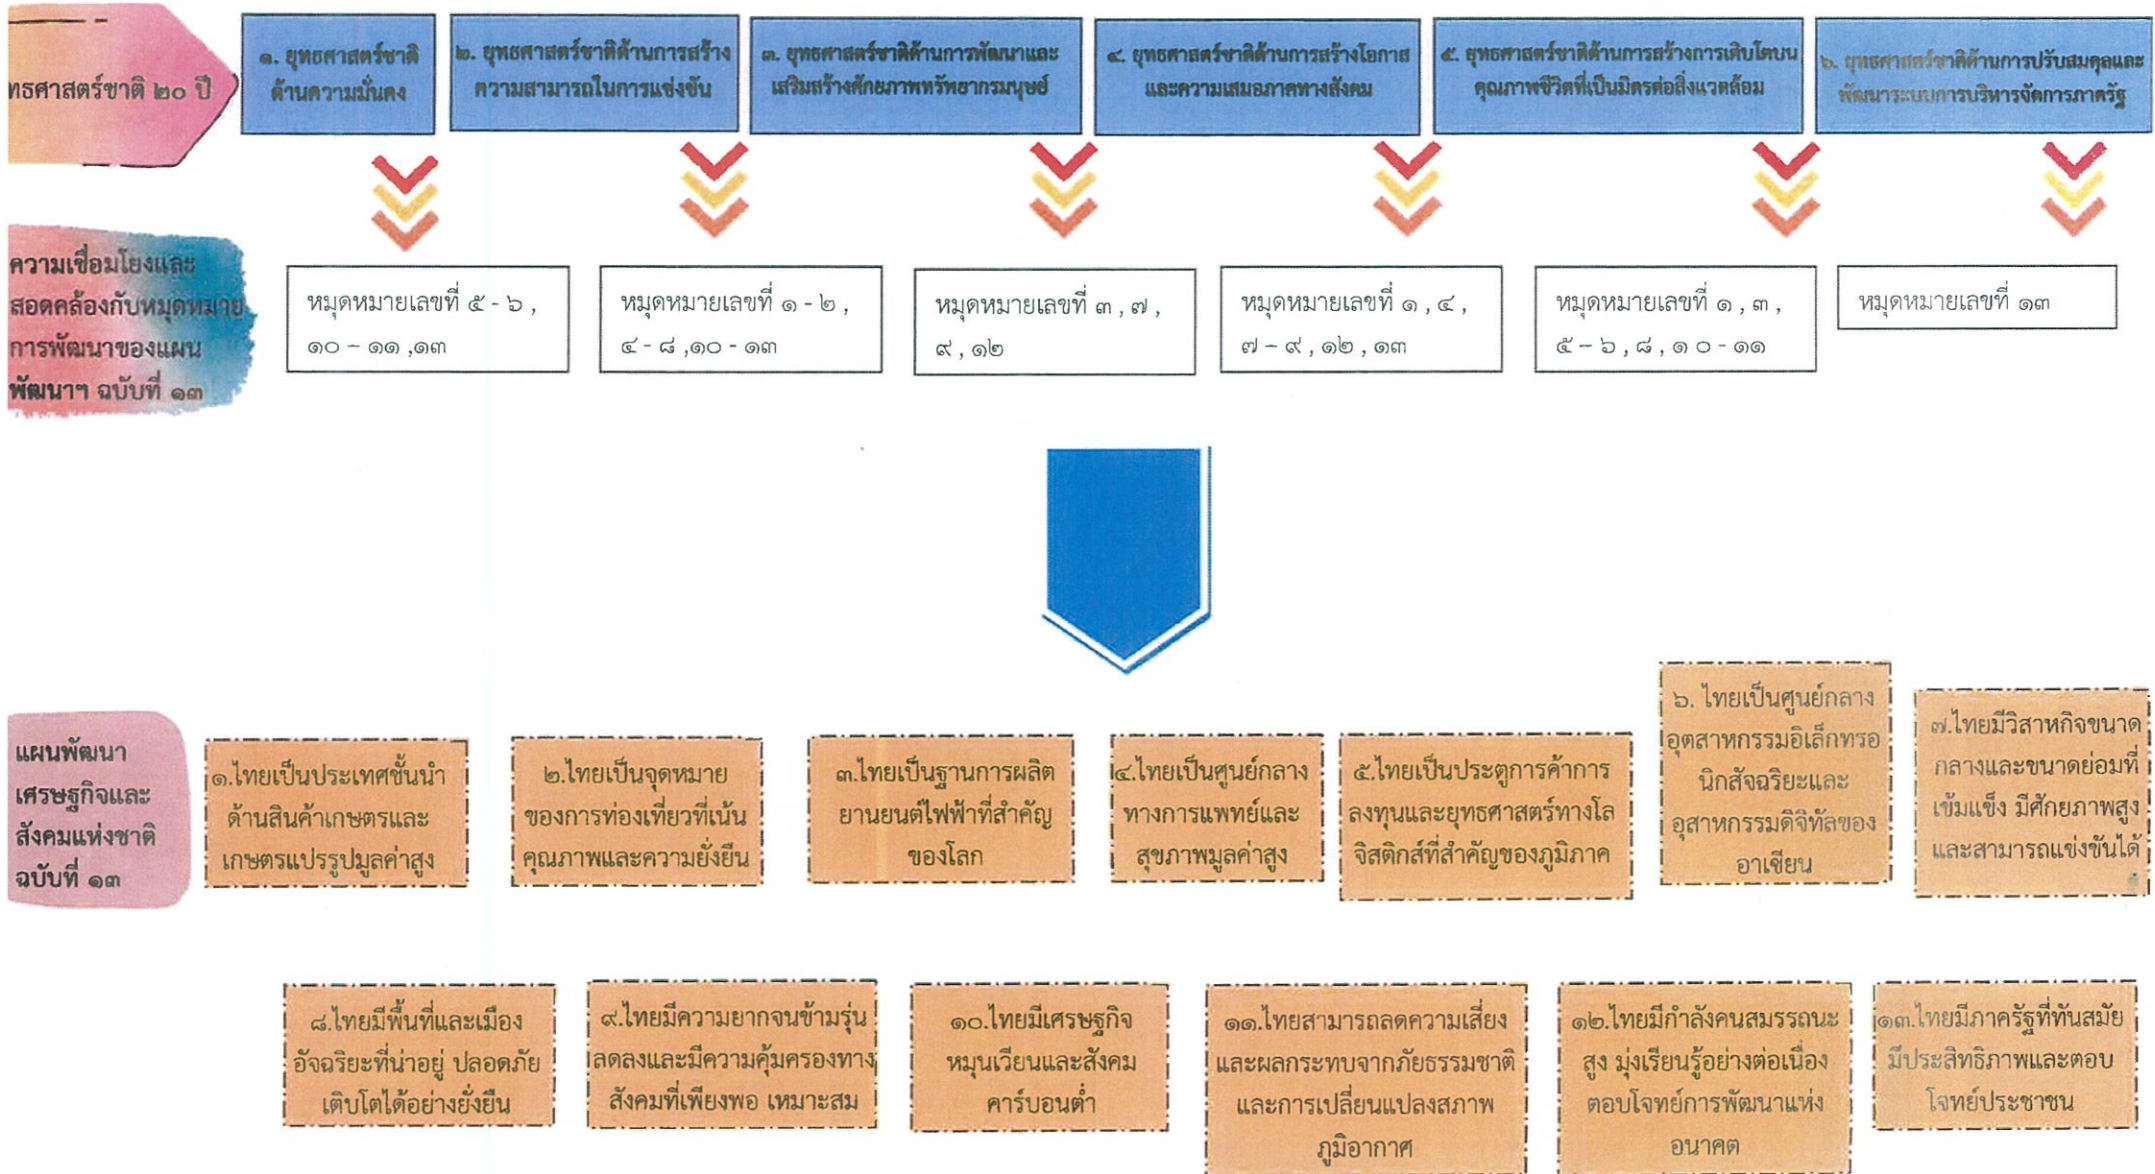 ทธศาสตร์ชาติ ๒๐ ปี
๑. ยุทธศาสตร์ชาติ
ด้านความมั่นคง
๒. ยุทธศาสตร์ชาติด้านการสร้าง
ความสามารถในการแข่งขัน
๓. ยุทธศาสตร์ชาติด้านการพัฒนาและ
เสริมสร้างศักยภาพทรัพยากรมนุษย์
๔. ยุทธศาสตร์ชาติด้านการสร้างโอกาส
และความเสมอภาคทางสังคม
๕. ยุทธศาสตร์ชาติด้านการสร้างการเติบโตบน
คุณภาพชีวิตที่เป็นมิตรต่อสิ่งแวดล้อม
๖. ยุทธศาสตร์ชาติด้านการปรับสมดุลและ
พัฒนาระบบการบริหารจัดการภาครัฐ
ความเชื่อมโยงและ
สอดคล้องกับหมุดหมาย
การพัฒนาของแผน
พัฒนาฯ ฉบับที่ ๑๓
หมุดหมายเลขที่ ๕ - ๖ ,
๑๐ – ๑๑ ,๑๓
หมุดหมายเลขที่ ๑ - ๒ ,
๔ - ๘ ,๑๐ - ๑๓
หมุดหมายเลขที่ ๓ , ๗ ,
๙ , ๑๒
หมุดหมายเลขที่ ๑ , ๔ ,
๗ – ๙ , ๑๒ , ๑๓
หมุดหมายเลขที่ ๑ , ๓ ,
๕ – ๖ , ๘ , ๑ ๐ - ๑๑
หมุดหมายเลขที่ ๑๓
แผนพัฒนา
เศรษฐกิจและ
สังคมแห่งชาติ
ฉบับที่ ๑๓
๑.ไทยเป็นประเทศชั้นนำ
ด้านสินค้าเกษตรและ
เกษตรแปรรูปมูลค่าสูง
๒.ไทยเป็นจุดหมาย
ของการท่องเที่ยวที่เน้น
คุณภาพและความยั่งยืน
๓.ไทยเป็นฐานการผลิต
ยานยนต์ไฟฟ้าที่สำคัญ
ของโลก
๔.ไทยเป็นศูนย์กลาง
ทางการแพทย์และ
สุขภาพมูลค่าสูง
๕.ไทยเป็นประตูการค้าการ
ลงทุนและยุทธศาสตร์ทางโล
จิสติกส์ที่สำคัญของภูมิภาค
๖. ไทยเป็นศูนย์กลาง
อุตสาหกรรมอิเล็กทรอ
นิกสัจฉริยะและ
อุสาหกรรมดิจิทัลของ
อาเซียน
๗.ไทยมีวิสาหกิจขนาด
กลางและขนาดย่อมที่
เข้มแข็ง มีศักยภาพสูง
และสามารถแข่งขันได้
๘.ไทยมีพื้นที่และเมือง
อัจฉริยะที่น่าอยู่ ปลอดภัย
เติบโตได้อย่างยั่งยืน
๙.ไทยมีความยากจนข้ามรุ่น
ลดลงและมีความคุ้มครองทาง
สังคมที่เพียงพอ เหมาะสม
๑๐.ไทยมีเศรษฐกิจ
หมุนเวียนและสังคม
คาร์บอนต่ำ
๑๑.ไทยสามารถลดความเสี่ยง
และผลกระทบจากภัยธรรมชาติ
และการเปลี่ยนแปลงสภาพ
ภูมิอากาศ
๑๒.ไทยมีกำลังคนสมรรถนะ
สูง มุ่งเรียนรู้อย่างต่อเนื่อง
ตอบโจทย์การพัฒนาแห่ง
อนาคต
๑๓.ไทยมีภาครัฐที่ทันสมัย
มีประสิทธิภาพและตอบ
โจทย์ประชาชน